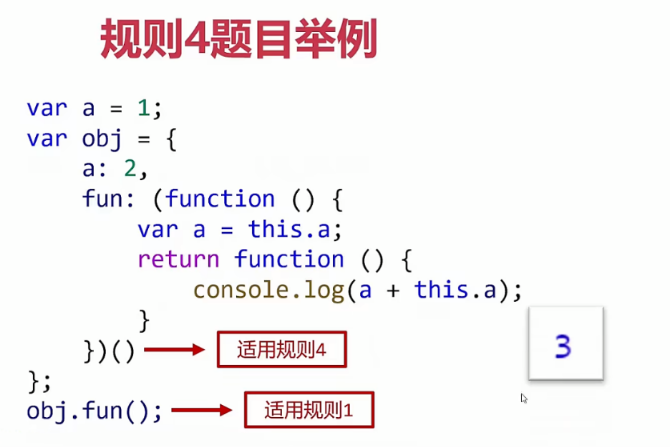 规则4题目举例
var a = 1;
var obj = {
    a: 2,
    fun: (function () {
        var a = this.a;
        return function () {
            console.log(a + this.a);
        }
    })() 适用规则4
};
obj.fun(); 适用规则1
3